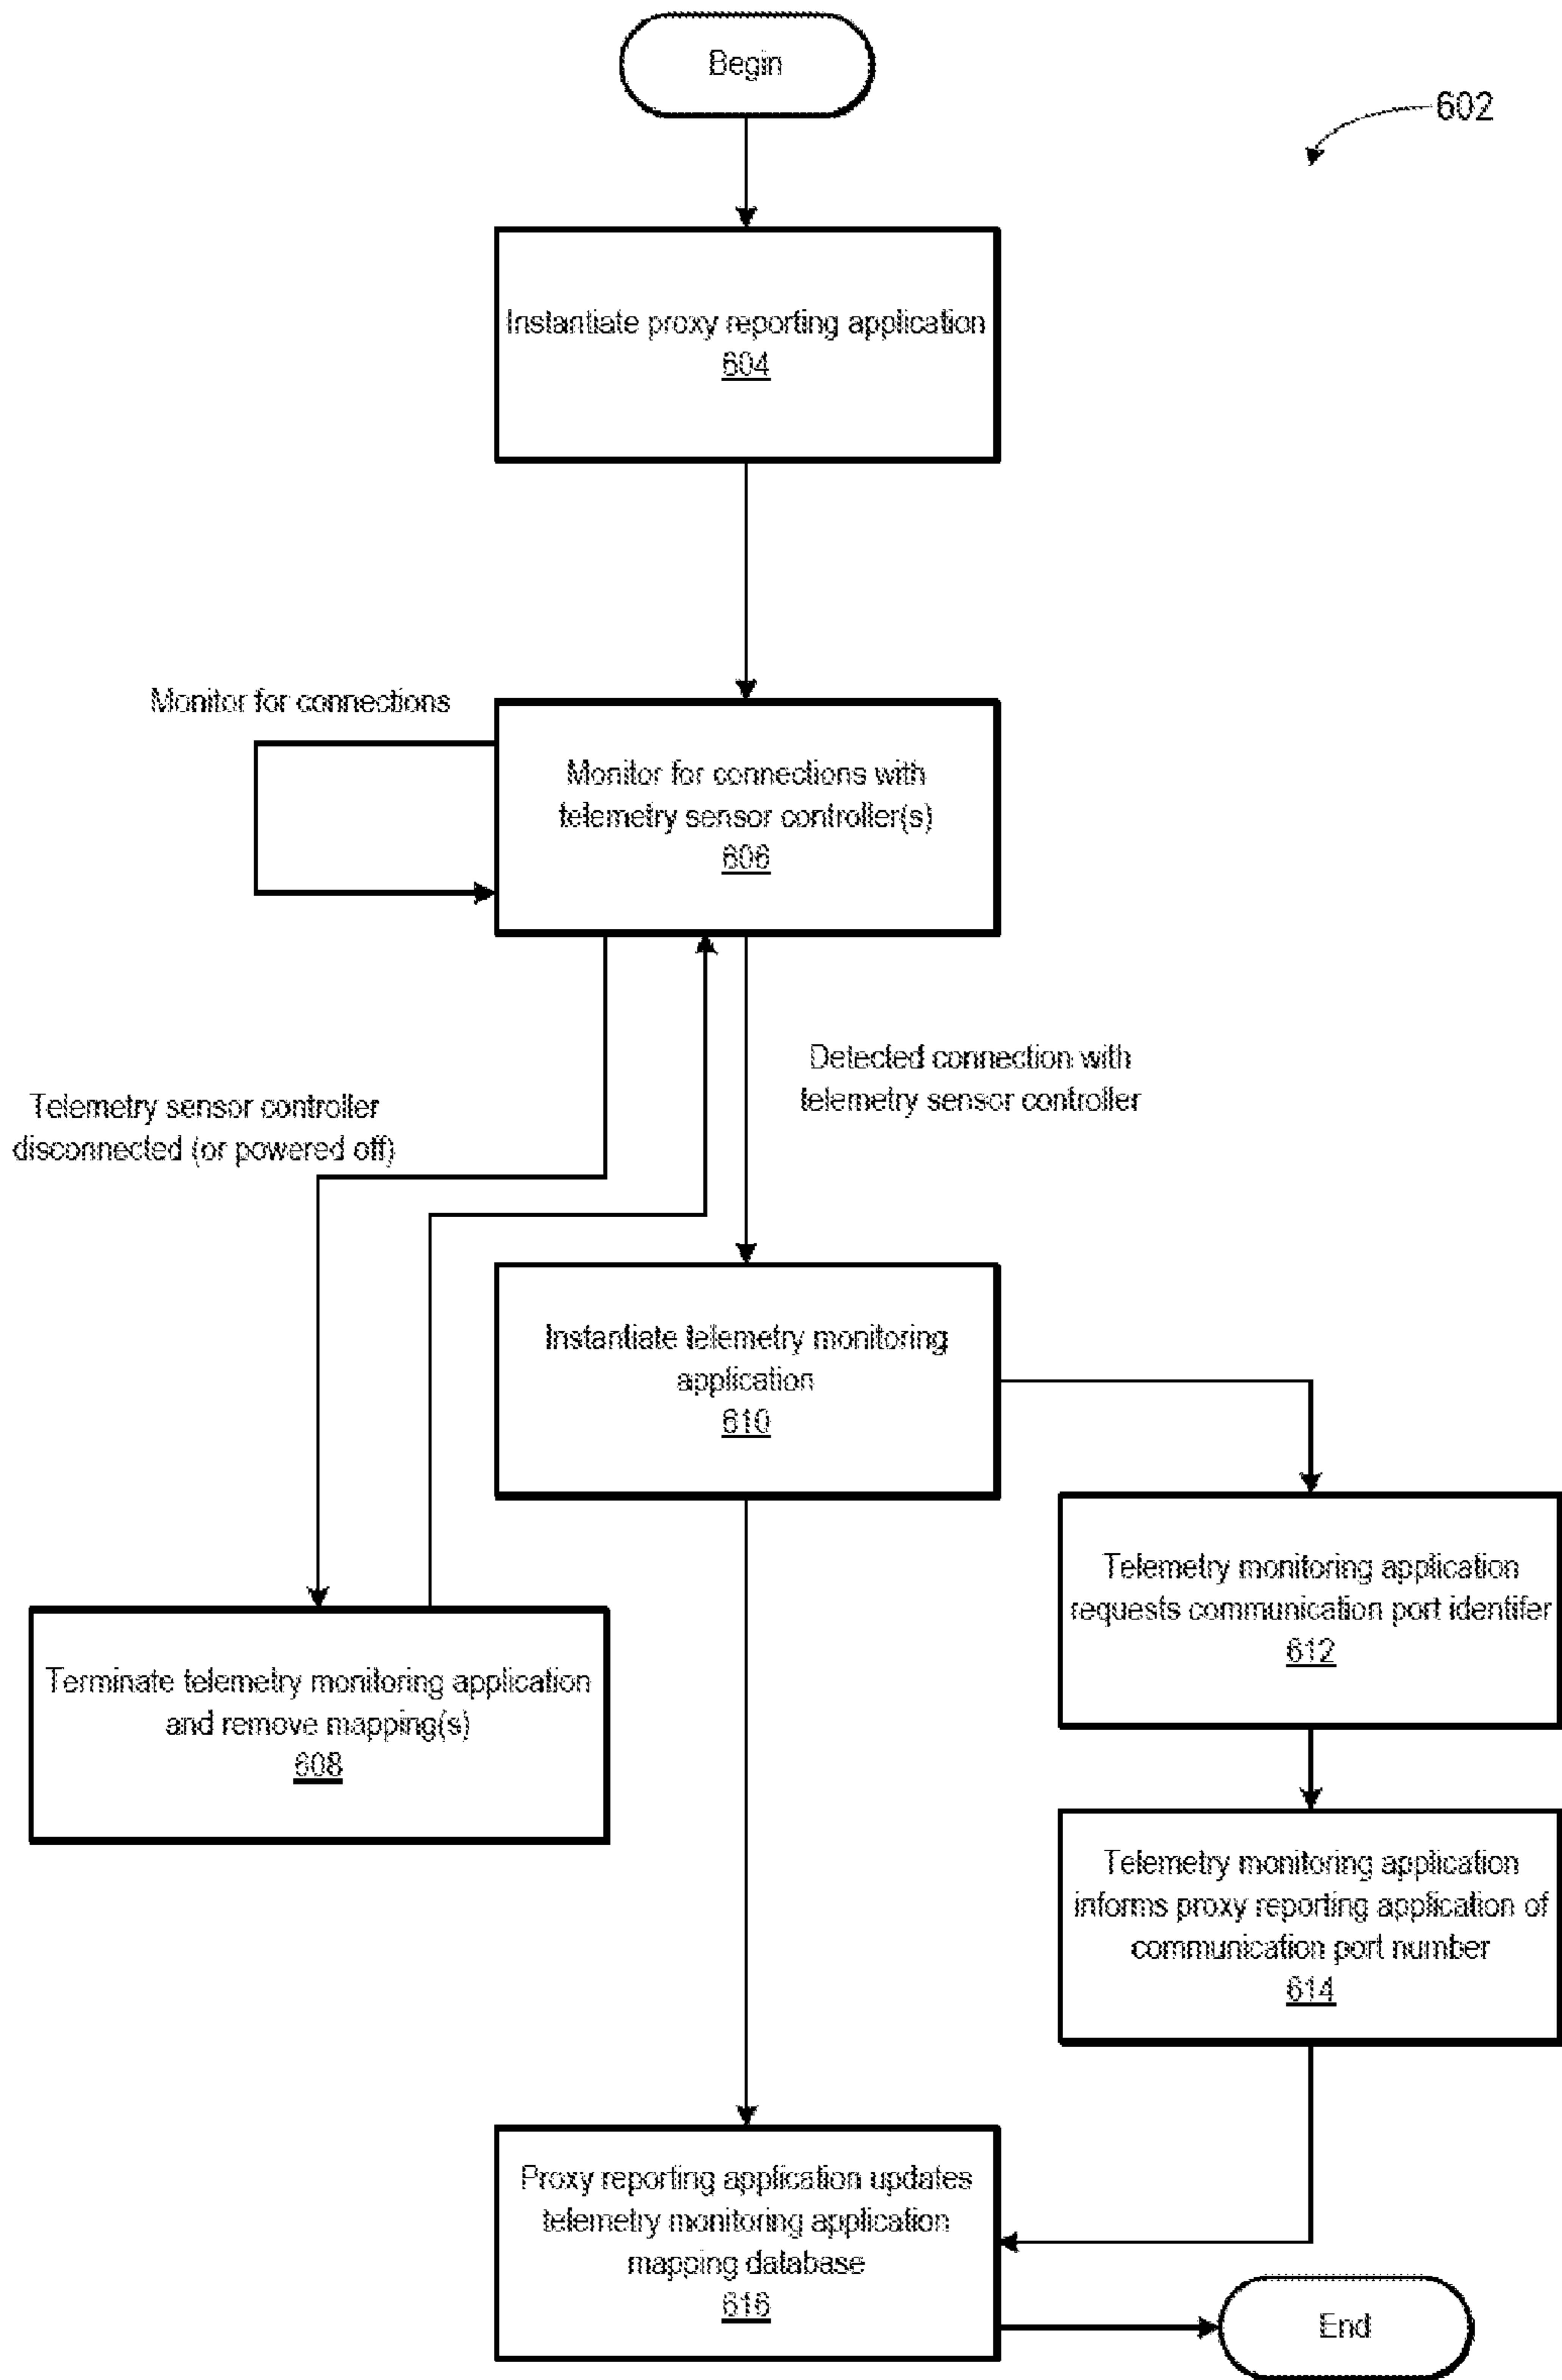 Begin
602
Instantiate proxy reporting application
604
Monitor for connections
Monitor for connections with
telemetry sensor controller(s)
606
Detected connection with
telemetry sensor controller
Telemetry sensor controller
disconnected (or powered off)
Instantiate telemetry monitoring
application
610
Telemetry monitoring application
requests communication port identifer
612
Terminate telemetry monitoring application
and remove mapping(s)
608
Telemetry monitoring application
informs proxy reporting application of
communication port number
614
Proxy reporting application updates
telemetry monitoring application
mapping database
616
End